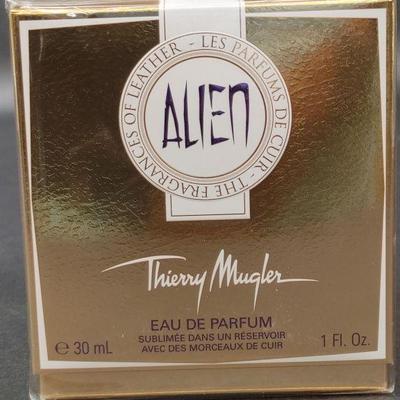 LES PARFUMS DE CUIR - THE FRAGRANCES OF LEATHER -
ALIEN
Thierry Mugler
EAU DE PARFUM
SUBLIMÉE DANS UN RÉSERVOIR
AVEC DES MORCEAUX DE CUIR
℮ 30 mL
1 Fl. Oz.